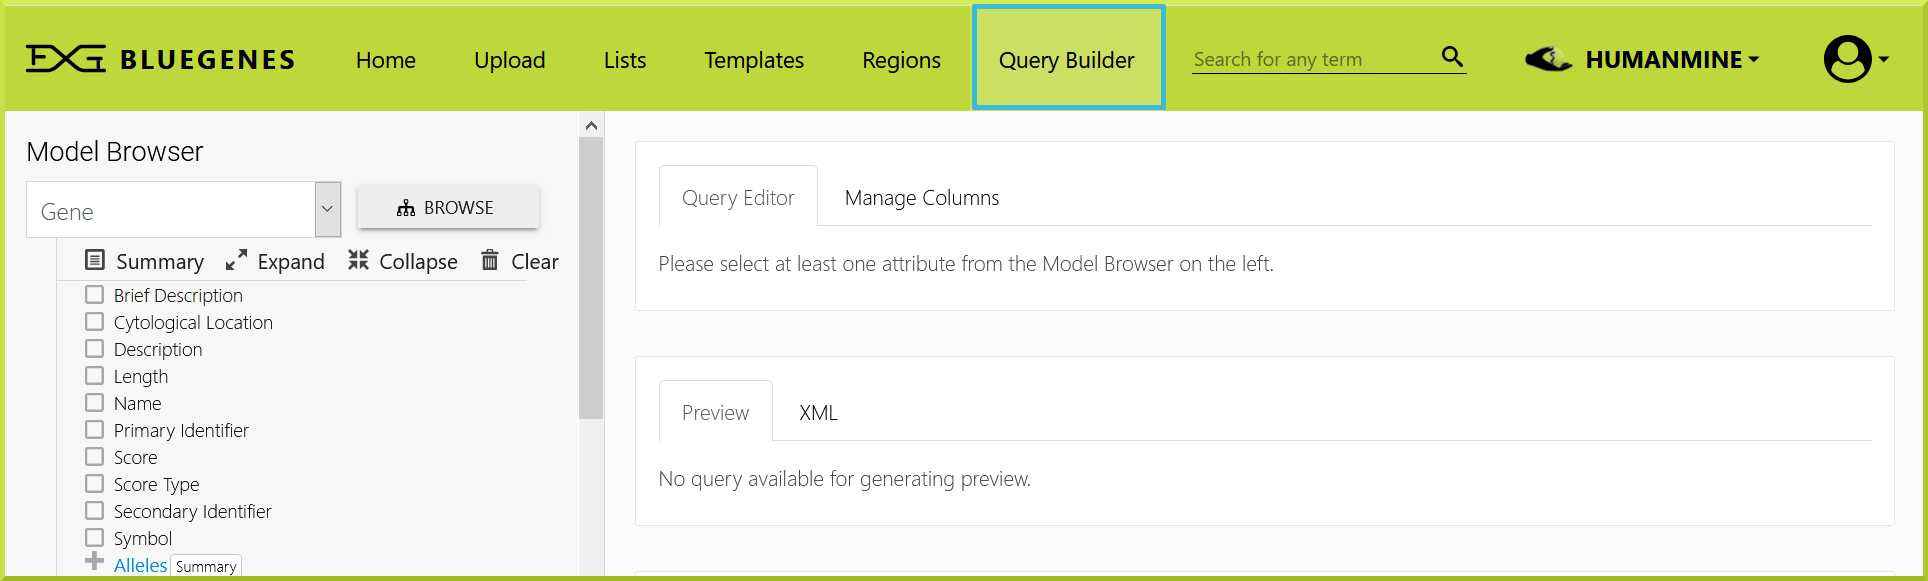 BLUEGENES Home Upload Lists Templates Regions Query Builder Search for any term HUMANMINE
Model Browser
Gene BROWSE
Summary Expand Collapse Clear
Brief Description
Cytological Location
Description
Length
Name
Primary Identifier
Score
Score Type
Secondary Identifier
Symbol
Alleles Summary
Query Editor Manage Columns
Please select at least one attribute from the Model Browser on the left.
Preview XML
No query available for generating preview.